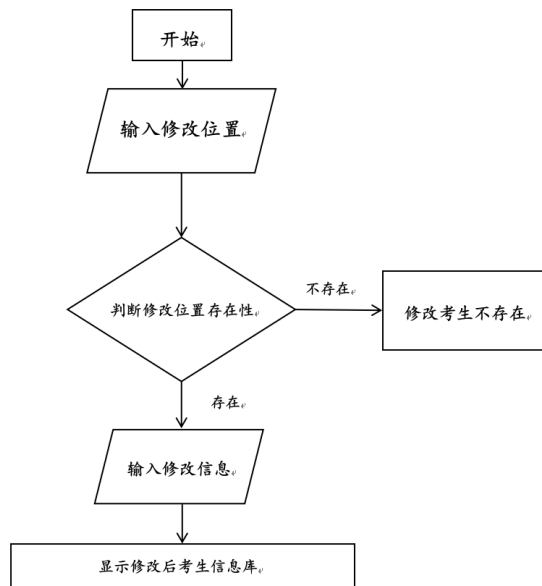 开始
输入修改位置
判断修改位置存在性
不存在
修改考生不存在
存在
输入修改信息
显示修改后考生信息库